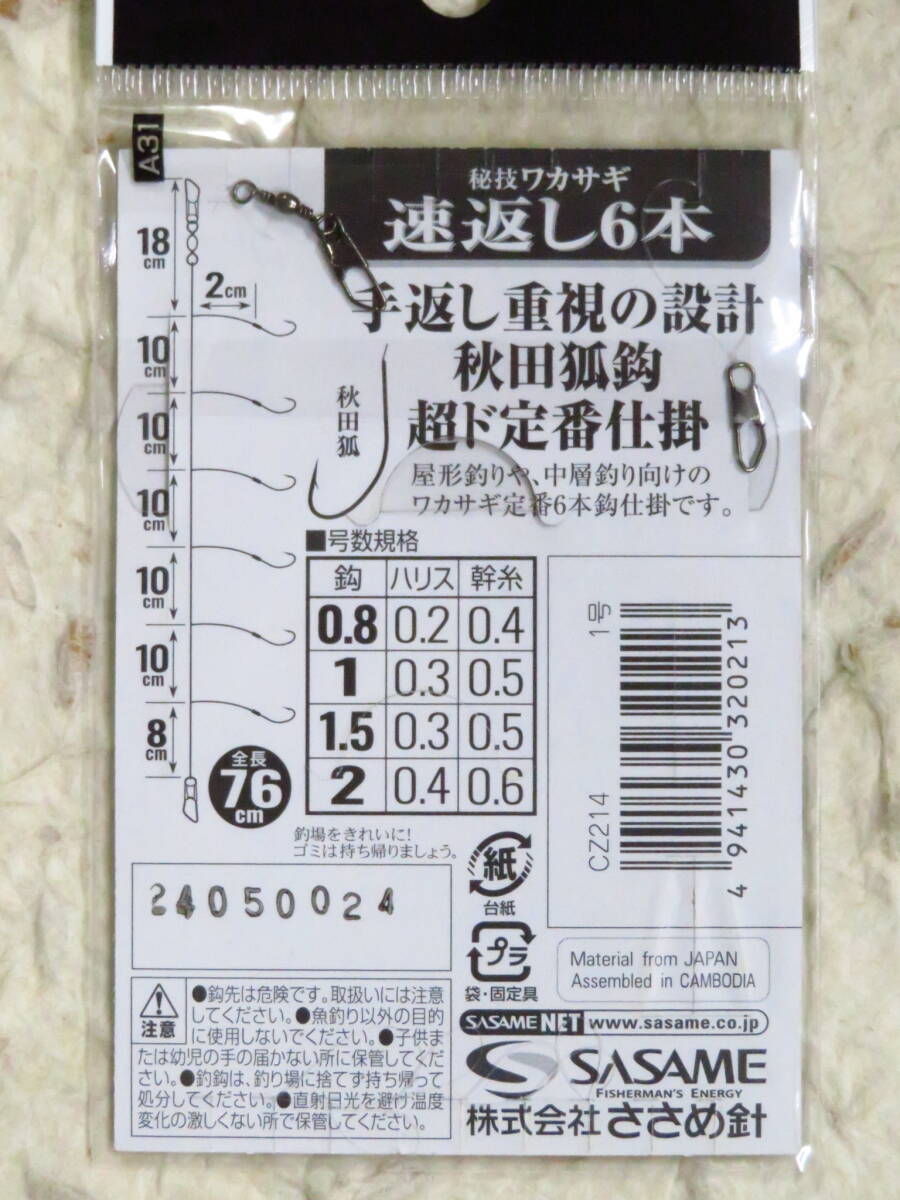 A31
秘技ワカサギ
速返し6本
手返し重視の設計
秋田狐鈎
超ド定番仕掛
屋形釣りや、中層釣り向けの
ワカサギ定番6本鈎仕掛です。
18cm
2cm
10cm
10cm
10cm
10cm
10cm
8cm
全長
76cm
秋田狐
■号数規格
鈎 ハリス 幹糸
0.8 0.2 0.4
1 0.3 0.5
1.5 0.3 0.5
2 0.4 0.6
釣場をきれいに!
ゴミは持ち帰りましょう。
24050024
紙
台紙
プラ
袋・固定具
1号
CZ214
4941430320213
Material from JAPAN
Assembled in CAMBODIA
SASAME NET www.sasame.co.jp
SASAME
FISHERMAN'S ENERGY
株式会社ささめ針
注意
●鈎先は危険です。取扱いには注意
してください。●魚釣り以外の目的
に使用しないでください。●子供ま
たは幼児の手の届かない所に保管してくだ
さい。●釣鈎は、釣り場に捨てず持ち帰って
処分してください。●直射日光を避け温度
変化の激しくない所で保管してください。